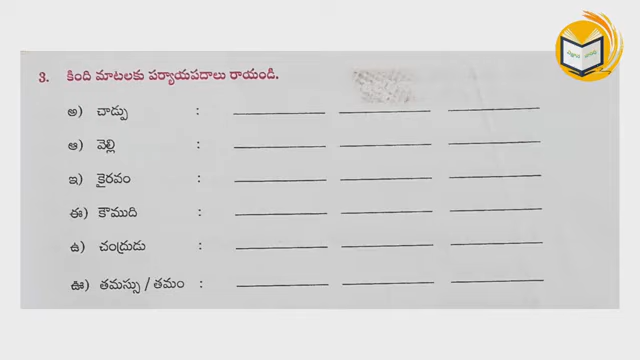 3. కింది మాటలకు పర్యాయపదాలు రాయండి.
అ) చాడ్పు :
ఆ) వెల్లి :
ఇ) కైరవం :
ఈ) కౌముది :
ఉ) చంద్రుడు :
ఊ) తమస్సు / తమం :